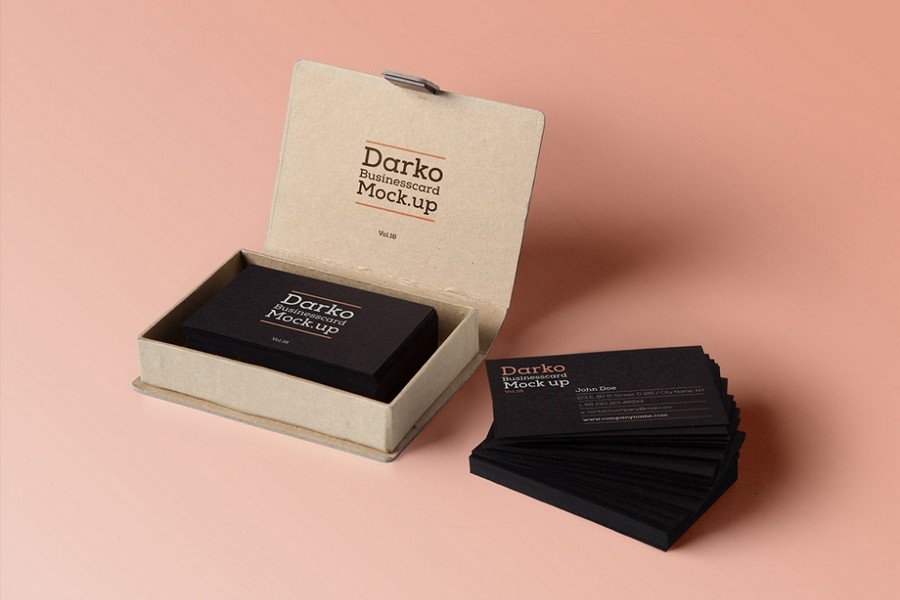 Darko
Businesscard
Mock.up
Vol.18
Darko
Businesscard
Mock.up
Vol.18
Darko
Businesscard
Mock up
Vol.18
John Doe
www.companyname.com